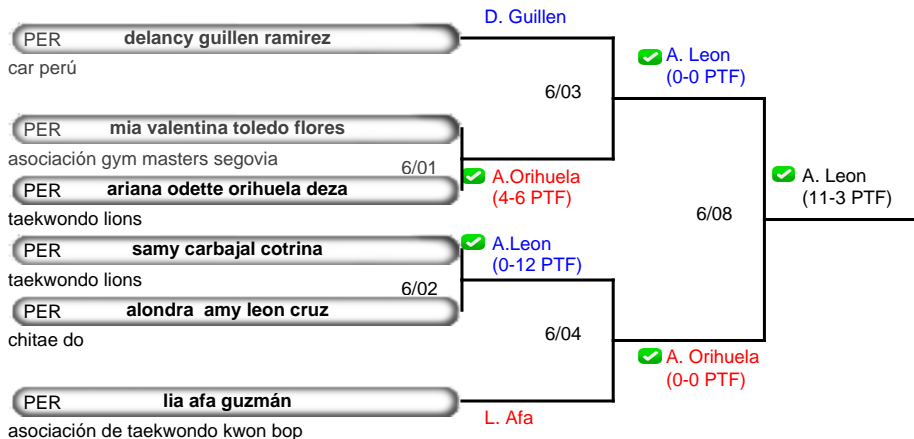 D. Guillen
PER delancy guillen ramirez
car perú
A. Leon
(0-0 PTF)
6/03
PER mia valentina toledo flores
asociación gym masters segovia
6/01
PER ariana odette orihuela deza
taekwondo lions
A.Orihuela
(4-6 PTF)
A. Leon
(11-3 PTF)
6/08
PER samy carbajal cotrina
taekwondo lions
A.Leon
(0-12 PTF)
6/02
PER alondra amy leon cruz
chitae do
6/04
A. Orihuela
(0-0 PTF)
PER lia afa guzmán
L. Afa
asociación de taekwondo kwon bop